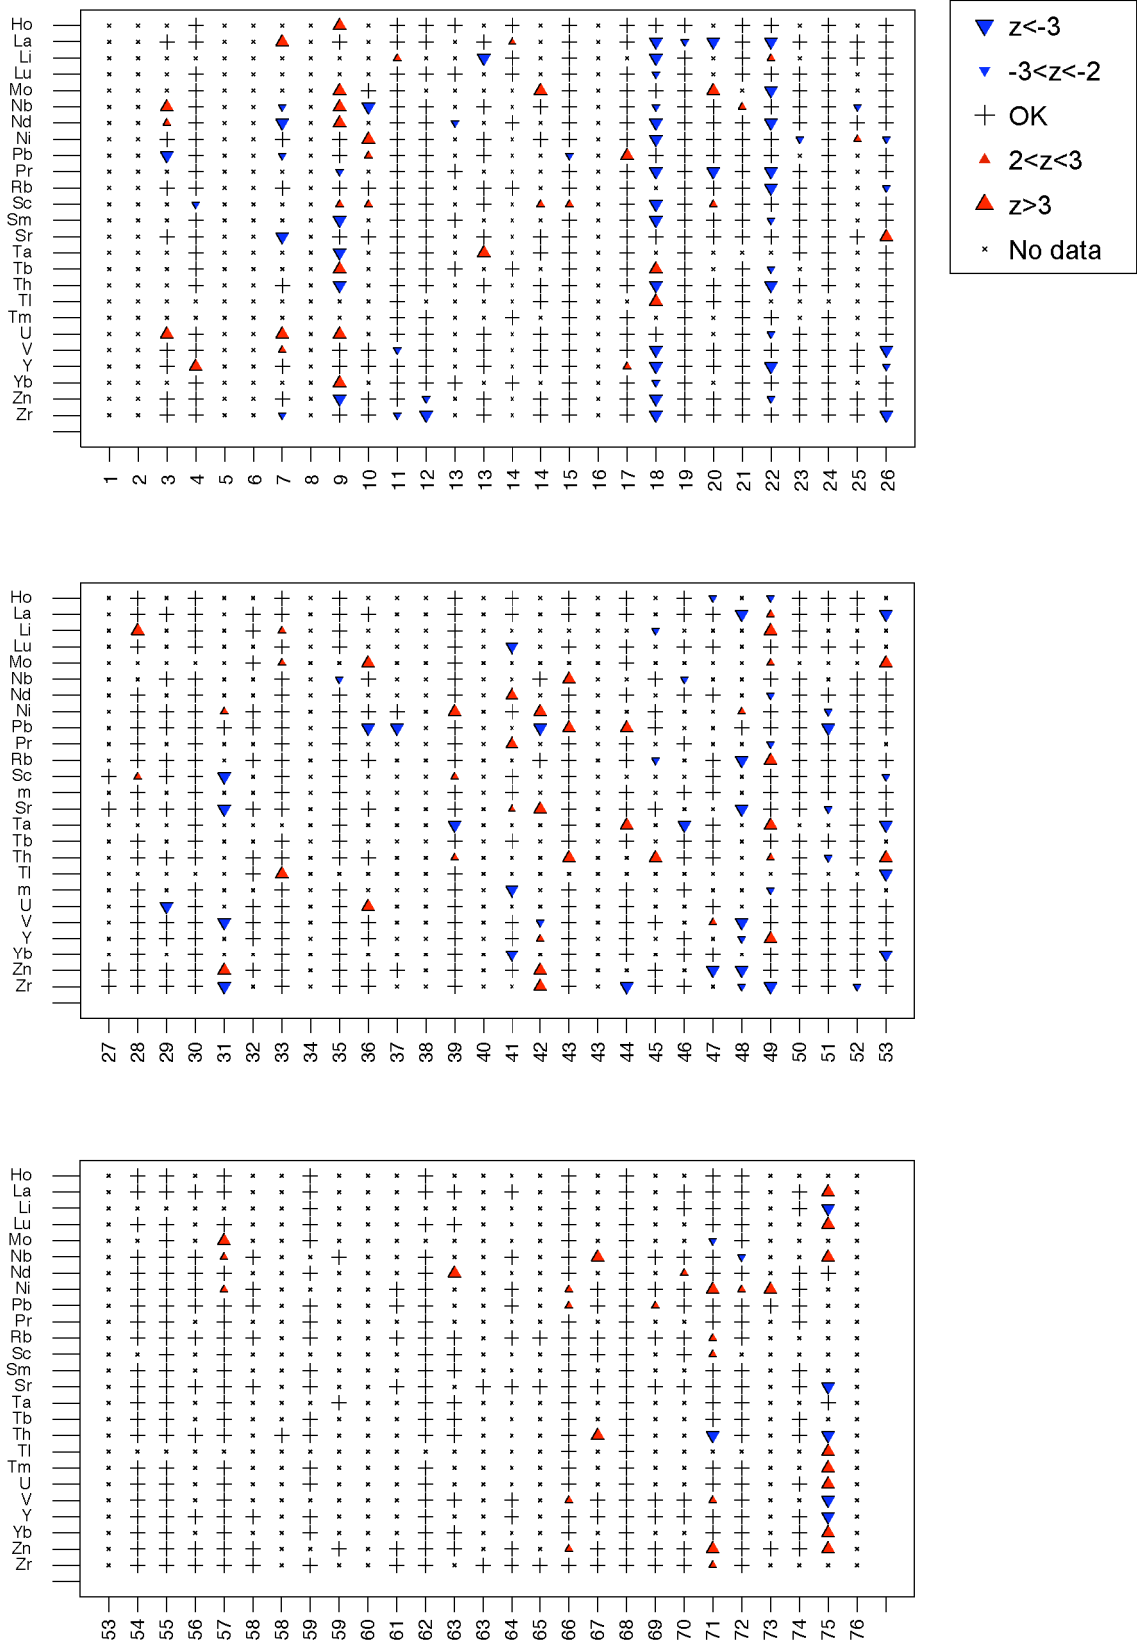 z<-3
-3<z<-2
OK
2<z<3
z>3
No data
Ho
La
Li
Lu
Mo
Nb
Nd
Ni
Pb
Pr
Rb
Sc
Sm
Sr
Ta
Tb
Th
Tl
Tm
U
V
Y
Yb
Zn
Zr
1 2 3 4 5 6 7 8 9 10 11 12 13 13 14 14 15 16 17 18 19 20 21 22 23 24 25 26
Ho
La
Li
Lu
Mo
Nb
Nd
Ni
Pb
Pr
Rb
Sc
m
Sr
Ta
Tb
Th
Tl
m
U
V
Y
Yb
Zn
Zr
27 28 29 30 31 32 33 34 35 36 37 38 39 40 41 42 43 43 44 45 46 47 48 49 50 51 52 53
Ho
La
Li
Lu
Mo
Nb
Nd
Ni
Pb
Pr
Rb
Sc
Sm
Sr
Ta
Tb
Th
Tl
Tm
U
V
Y
Yb
Zn
Zr
53 54 55 56 57 58 58 59 59 60 61 62 63 63 64 65 66 67 68 69 70 71 72 73 74 75 76